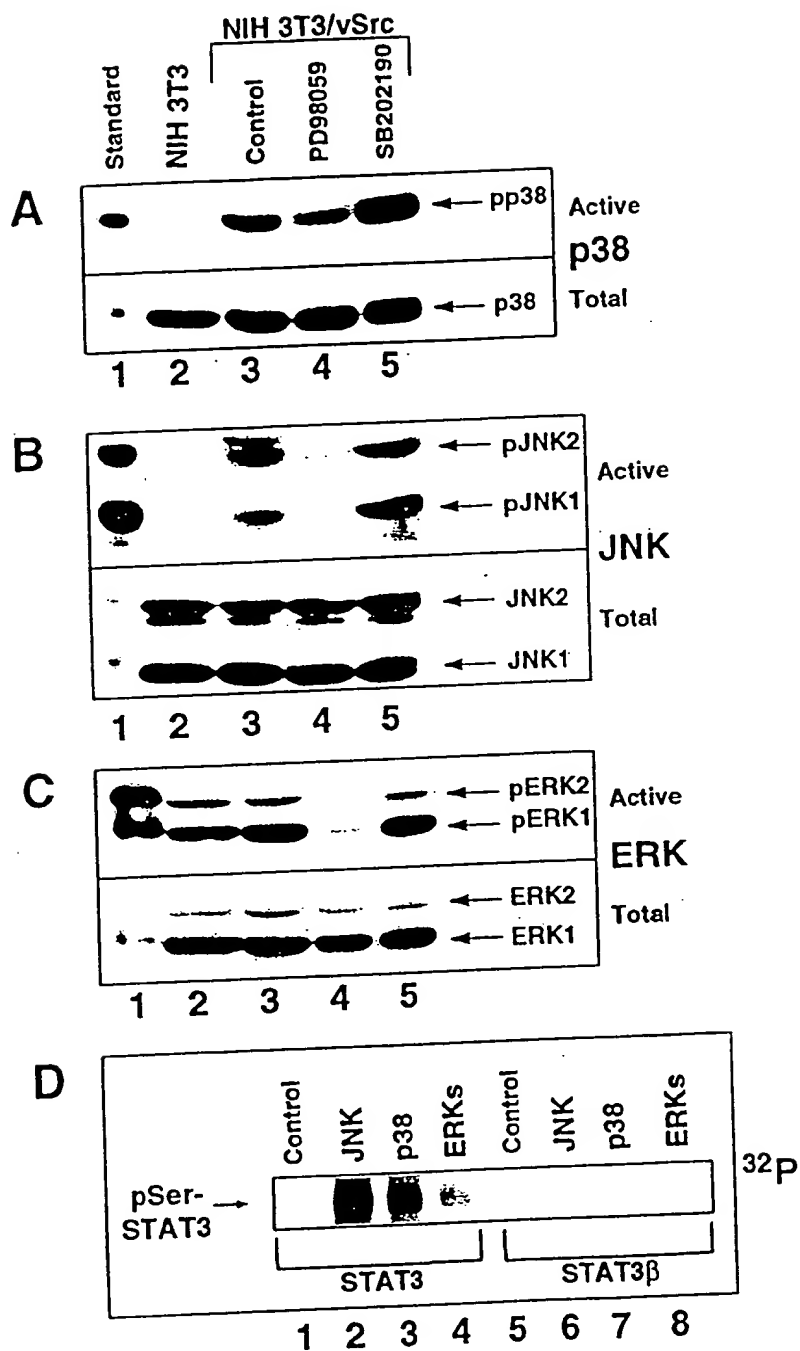 NIH 3T3/vSrc
Standard
NIH 3T3
Control
PD98059
SB202190
A
pp38
Active
p38
p38
Total
1 2 3 4 5
B
pJNK2
Active
pJNK1
JNK
JNK2
Total
JNK1
1 2 3 4 5
C
pERK2
Active
pERK1
ERK
ERK2
Total
ERK1
1 2 3 4 5
D
Control
JNK
p38
ERKs
Control
JNK
p38
ERKs
32P
pSer-
STAT3
STAT3
STAT3β
1 2 3 4 5 6 7 8